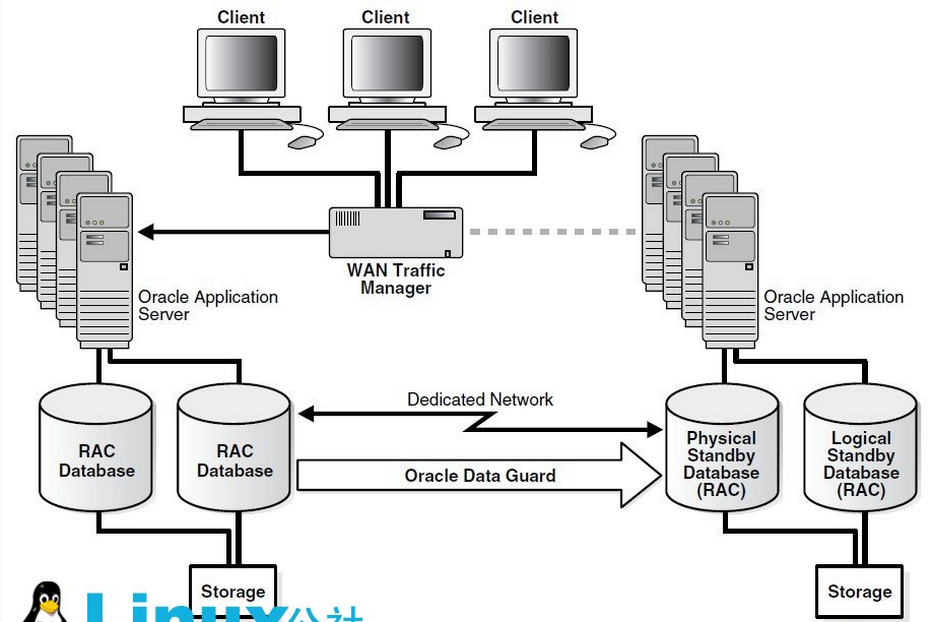 Client
Client
Client
WAN Traffic
Manager
Oracle Application
Server
Oracle Application
Server
Dedicated Network
RAC
Database
RAC
Database
Physical
Standby
Database
(RAC)
Logical
Standby
Database
(RAC)
Oracle Data Guard
Storage
Storage
Linux公社